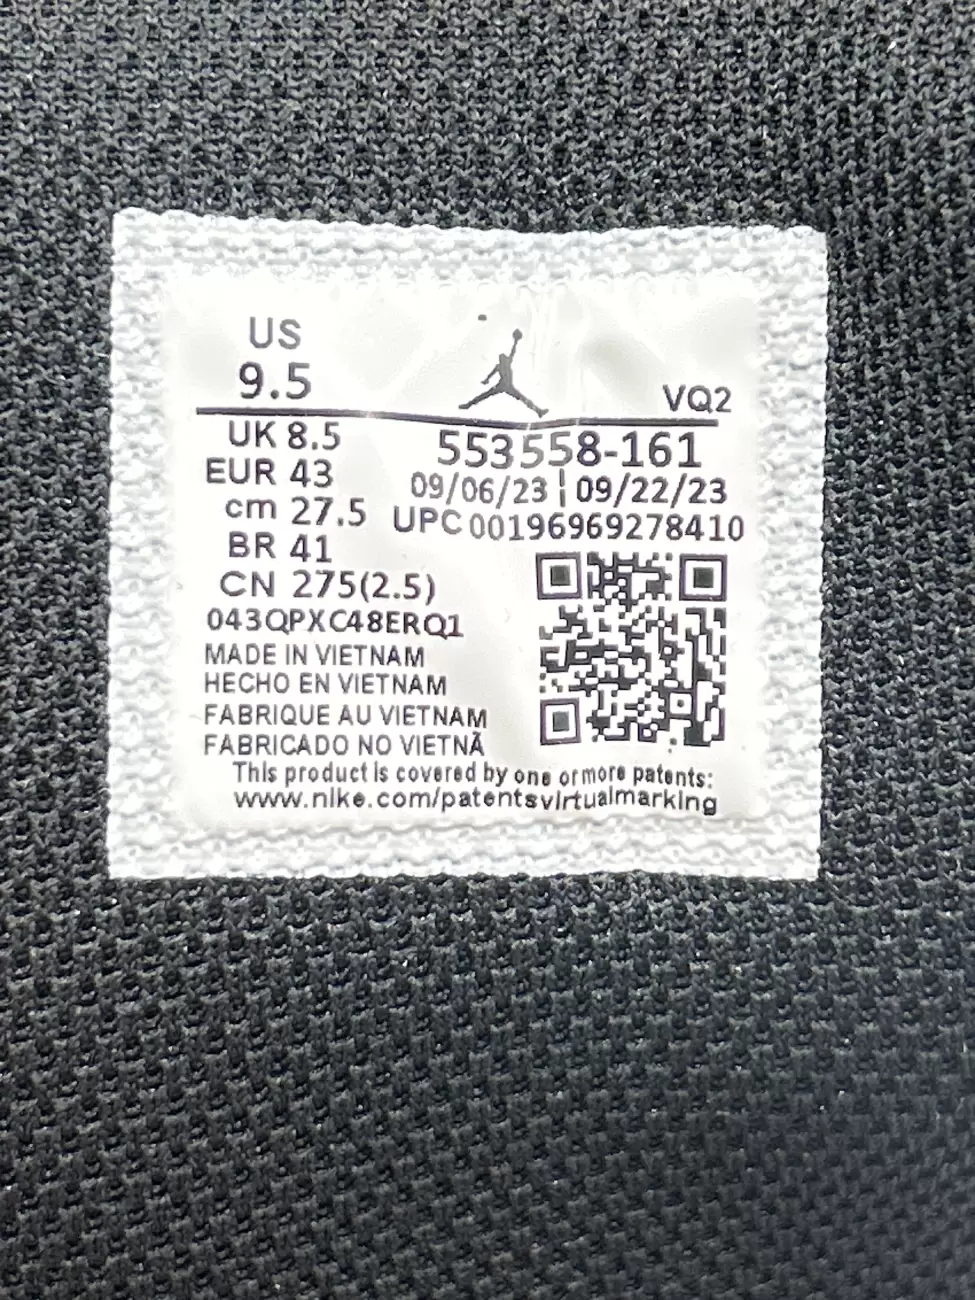 US
9.5
VQ2
UK 8.5
EUR 43
cm 27.5
BR 41
CN 275(2.5)
553558-161
09/06/23 ¦ 09/22/23
UPC 00196969278410
043QPXC48ERQ1
MADE IN VIETNAM
HECHO EN VIETNAM
FABRIQUE AU VIETNAM
FABRICADO NO VIETNÃ
This product is covered by one or more patents:
www.nike.com/patentsvirtualmarking